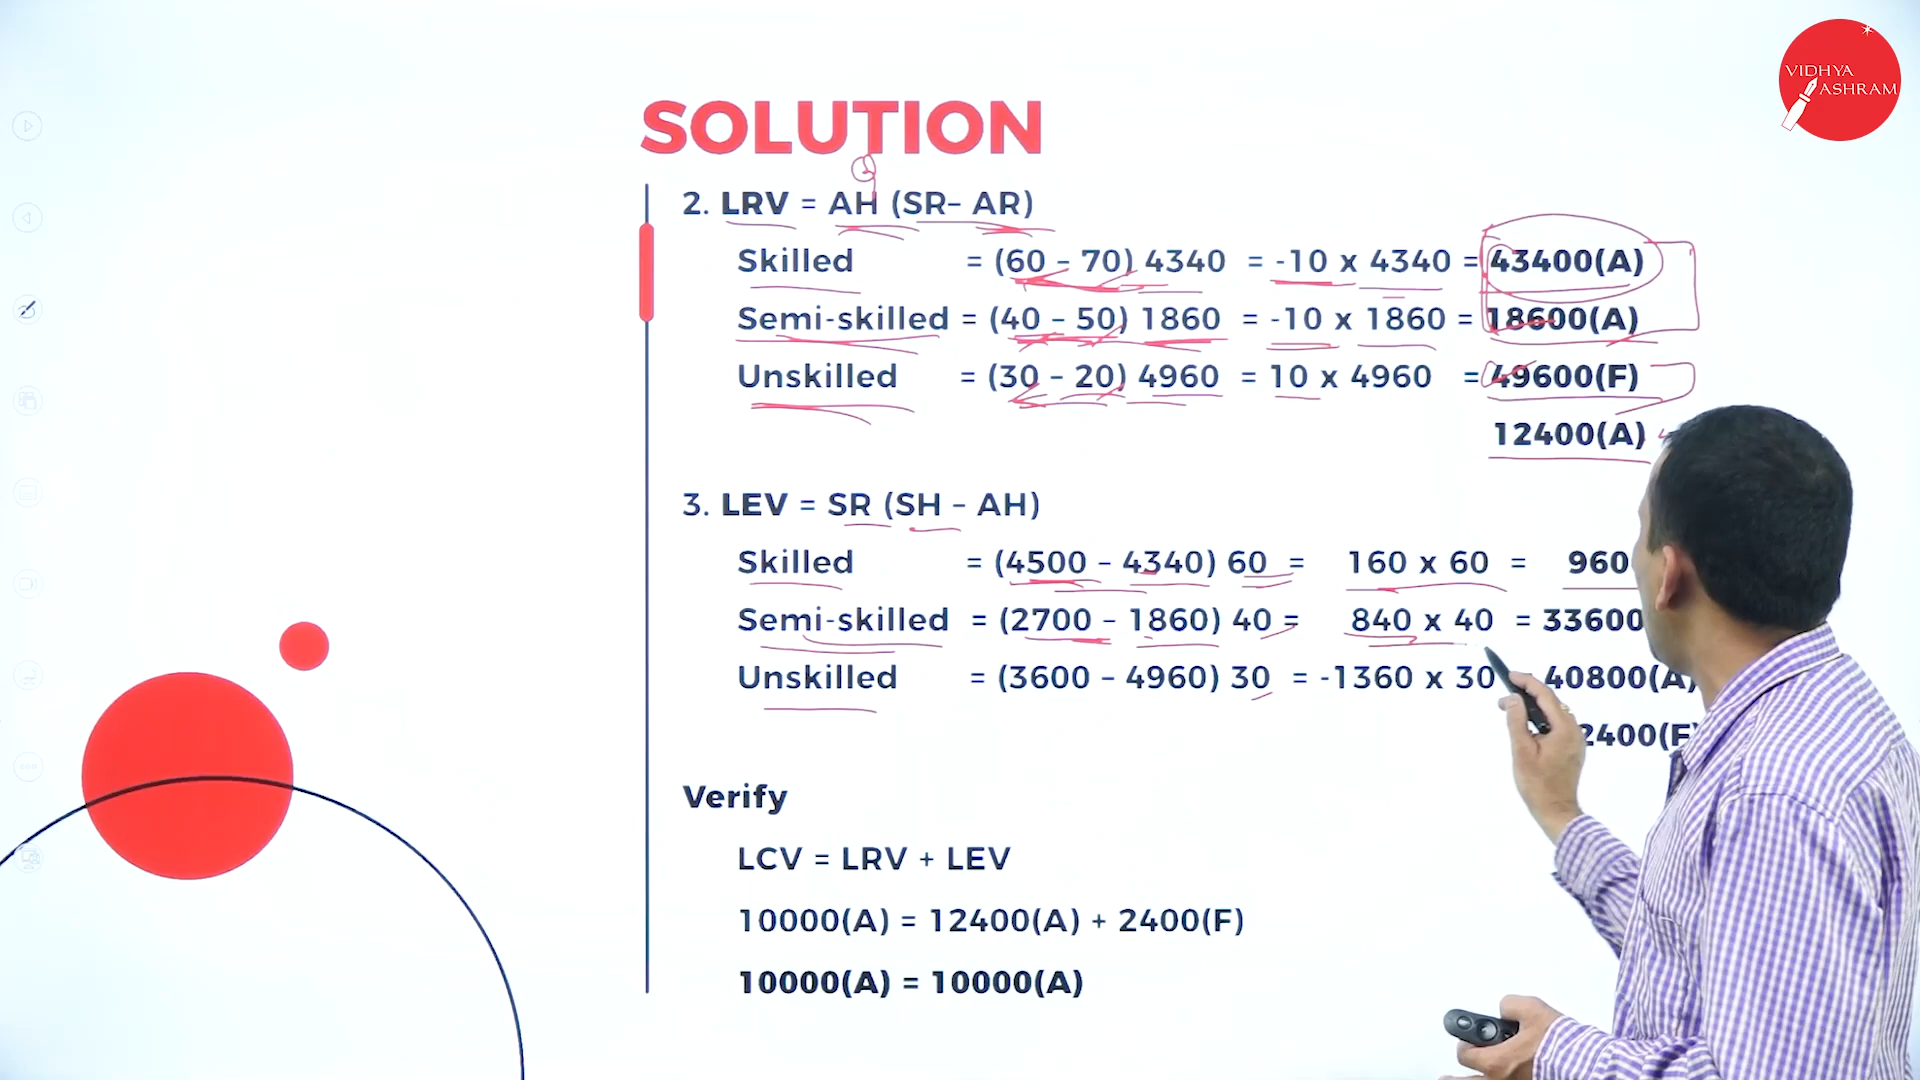 VIDHYA
ASHRAM
SOLUTION
2. LRV = AH (SR- AR)
Skilled = (60 - 70) 4340 = -10 x 4340 = 43400(A)
Semi-skilled = (40 - 50) 1860 = -10 x 1860 = 18600(A)
Unskilled = (30 - 20) 4960 = 10 x 4960 = 49600(F)
12400(A)
3. LEV = SR (SH - AH)
Skilled = (4500 - 4340) 60 = 160 x 60 = 960
Semi-skilled = (2700 - 1860) 40 = 840 x 40 = 33600
Unskilled = (3600 - 4960) 30 = -1360 x 30 40800(A)
2400(F)
Verify
LCV = LRV + LEV
10000(A) = 12400(A) + 2400(F)
10000(A) = 10000(A)